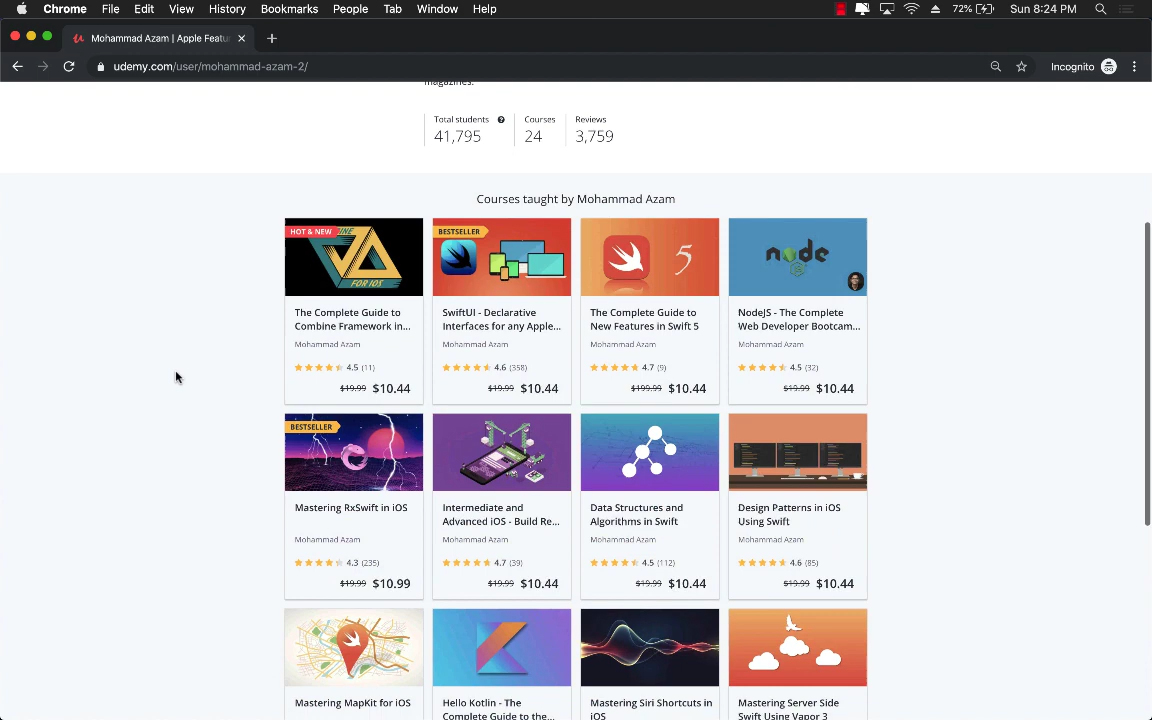 Chrome File Edit View History Bookmarks People Tab Window Help 72% Sun 8:24 PM
Mohammad Azam | Apple Featu
udemy.com/user/mohammad-azam-2/ Incognito
magazines.
Total students Courses Reviews
41,795 24 3,759
Courses taught by Mohammad Azam
HOT & NEW
FOR IOS
BESTSELLER
5
node
The Complete Guide to
Combine Framework in...
Mohammad Azam
4.5 (11)
$19.99 $10.44
SwiftUI - Declarative
Interfaces for any Apple...
Mohammad Azam
4.6 (358)
$19.99 $10.44
The Complete Guide to
New Features in Swift 5
Mohammad Azam
4.7 (9)
$199.99 $10.44
NodeJS - The Complete
Web Developer Bootcam...
Mohammad Azam
4.5 (32)
$19.99 $10.44
BESTSELLER
Mastering RxSwift in iOS
Mohammad Azam
4.3 (235)
$19.99 $10.99
Intermediate and
Advanced iOS - Build Re...
Mohammad Azam
4.7 (39)
$19.99 $10.44
Data Structures and
Algorithms in Swift
Mohammad Azam
4.5 (112)
$19.99 $10.44
Design Patterns in iOS
Using Swift
Mohammad Azam
4.6 (85)
$19.99 $10.44
Mastering MapKit for iOS
Hello Kotlin - The
Complete Guide to the...
Mastering Siri Shortcuts in
iOS
Mastering Server Side
Swift Using Vapor 3